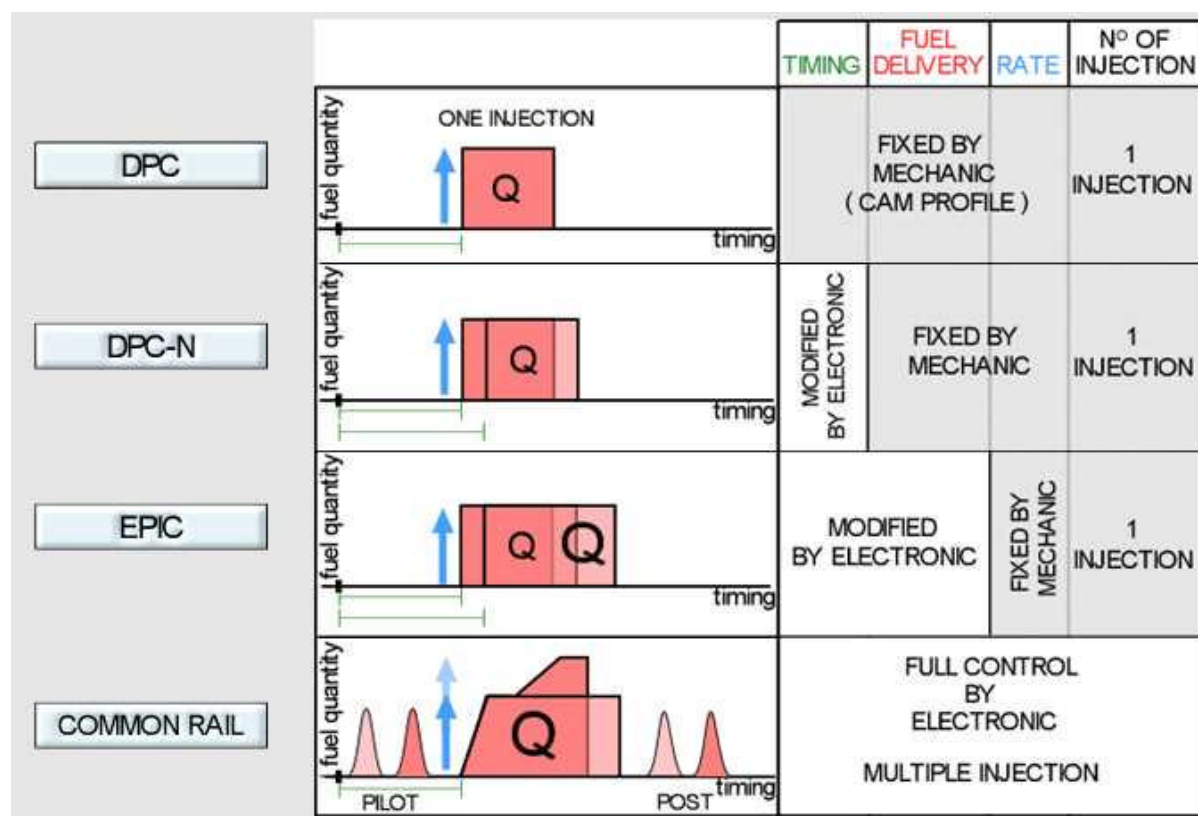 TIMING
FUEL
DELIVERY
RATE
N° OF
INJECTION
DPC
fuel quantity
ONE INJECTION
Q
timing
FIXED BY
MECHANIC
( CAM PROFILE )
1
INJECTION
DPC-N
fuel quantity
Q
timing
MODIFIED
BY ELECTRONIC
FIXED BY
MECHANIC
1
INJECTION
EPIC
fuel quantity
Q Q
timing
MODIFIED
BY ELECTRONIC
FIXED BY
MECHANIC
1
INJECTION
COMMON RAIL
fuel quantity
Q
timing
PILOT
POST
FULL CONTROL
BY
ELECTRONIC
MULTIPLE INJECTION